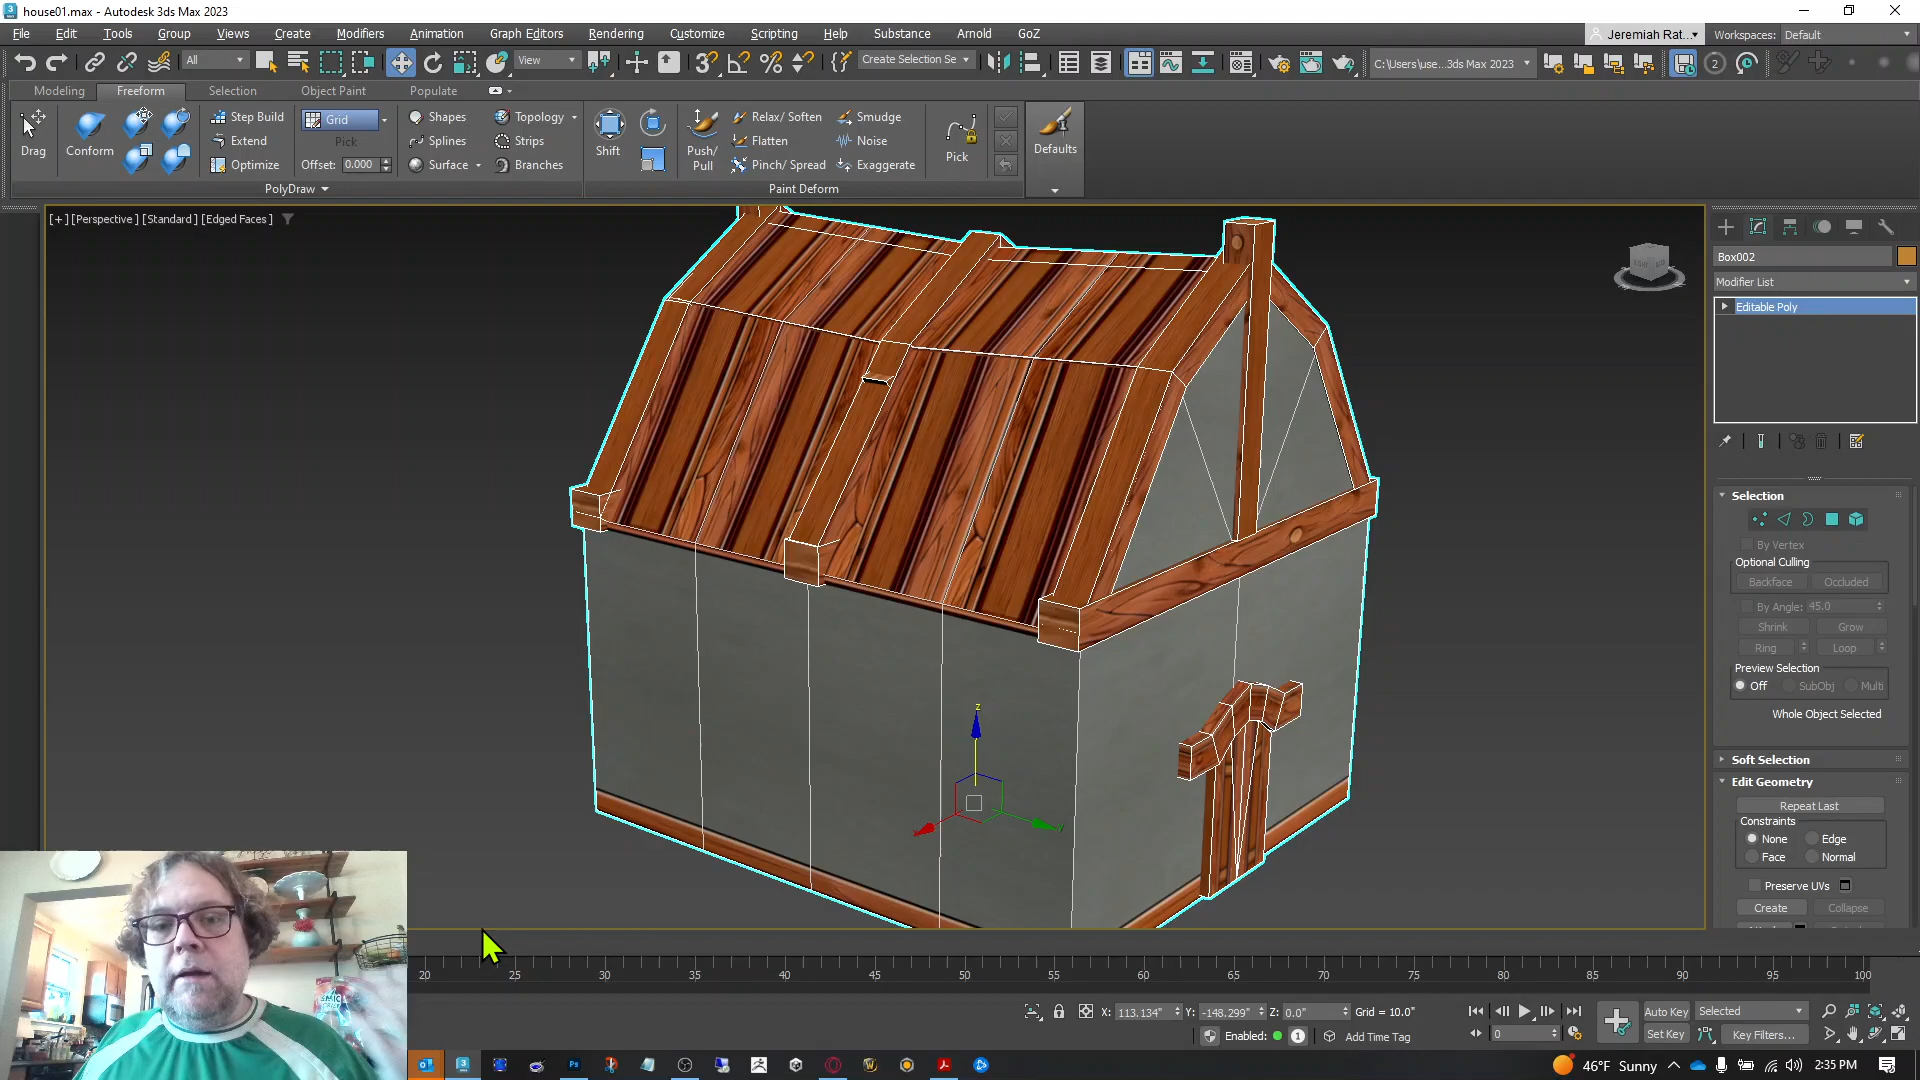 house01.max - Autodesk 3ds Max 2023
File Edit Tools Group Views Create Modifiers Animation Graph Editors Rendering Customize Scripting Help Substance Arnold GoZ
Jeremiah Rat... Workspaces: Default
All View Create Selection Se C:\Users\use...3ds Max 2023 2
Modeling Freeform Selection Object Paint Populate
Drag Conform Step Build Grid Shapes Topology
Extend Pick Splines Strips
Optimize Offset: 0.000 Surface Branches
Shift Push/ Pull Relax/ Soften Smudge
Flatten Noise
Pinch/ Spread Exaggerate
Pick Defaults
PolyDraw Paint Deform
[+] [Perspective ] [Standard ] [Edged Faces ]
Box002
Modifier List
Editable Poly
Selection
By Vertex
Optional Culling
Backface Occluded
By Angle: 45.0
Shrink Grow
Ring Loop
Preview Selection
Off SubObj Multi
Whole Object Selected
Soft Selection
Edit Geometry
Repeat Last
Constraints
None Edge
Face Normal
Preserve UVs
Create Collapse
z
20 25 30 35 40 45 50 55 60 65 70 75 80 85 90 95 100
X: 113.134" Y: -148.299" Z: 0.0" Grid = 10.0"
Enabled: 1 Add Time Tag
Auto Key Selected
0 Set Key Key Filters...
46°F Sunny 2:35 PM